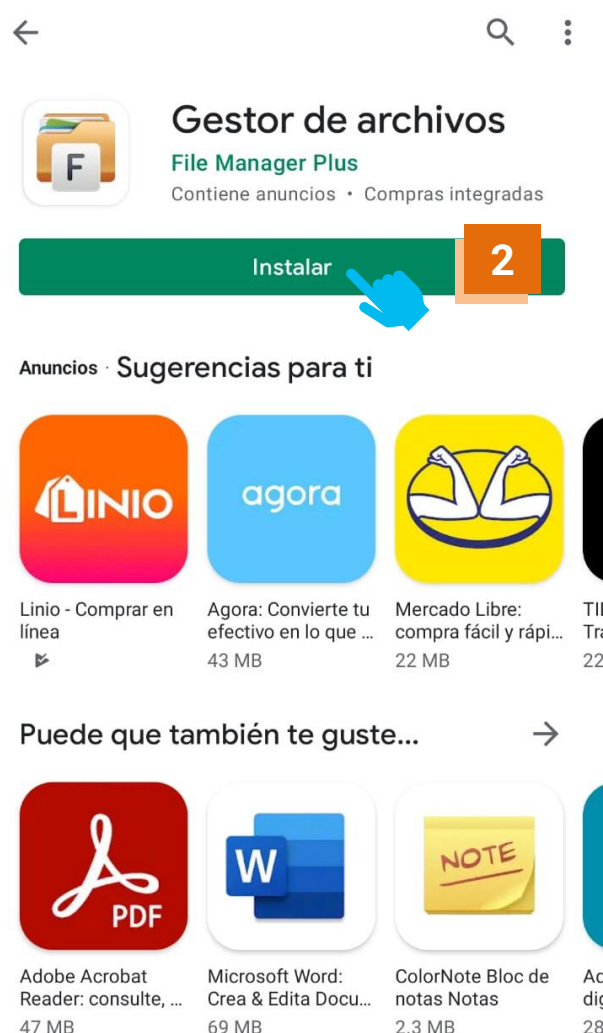 Gestor de archivos
F
File Manager Plus
Contiene anuncios • Compras integradas
Instalar
2
Anuncios · Sugerencias para ti
LINIO
agora
Linio - Comprar en
línea
Agora: Convierte tu
efectivo en lo que ...
43 MB
Mercado Libre:
compra fácil y rápi...
22 MB
22
Puede que también te guste...
PDF
W
NOTE
Adobe Acrobat
Reader: consulte, ...
47 MB
Microsoft Word:
Crea & Edita Docu...
69 MB
ColorNote Bloc de
notas Notas
2.3 MB
28